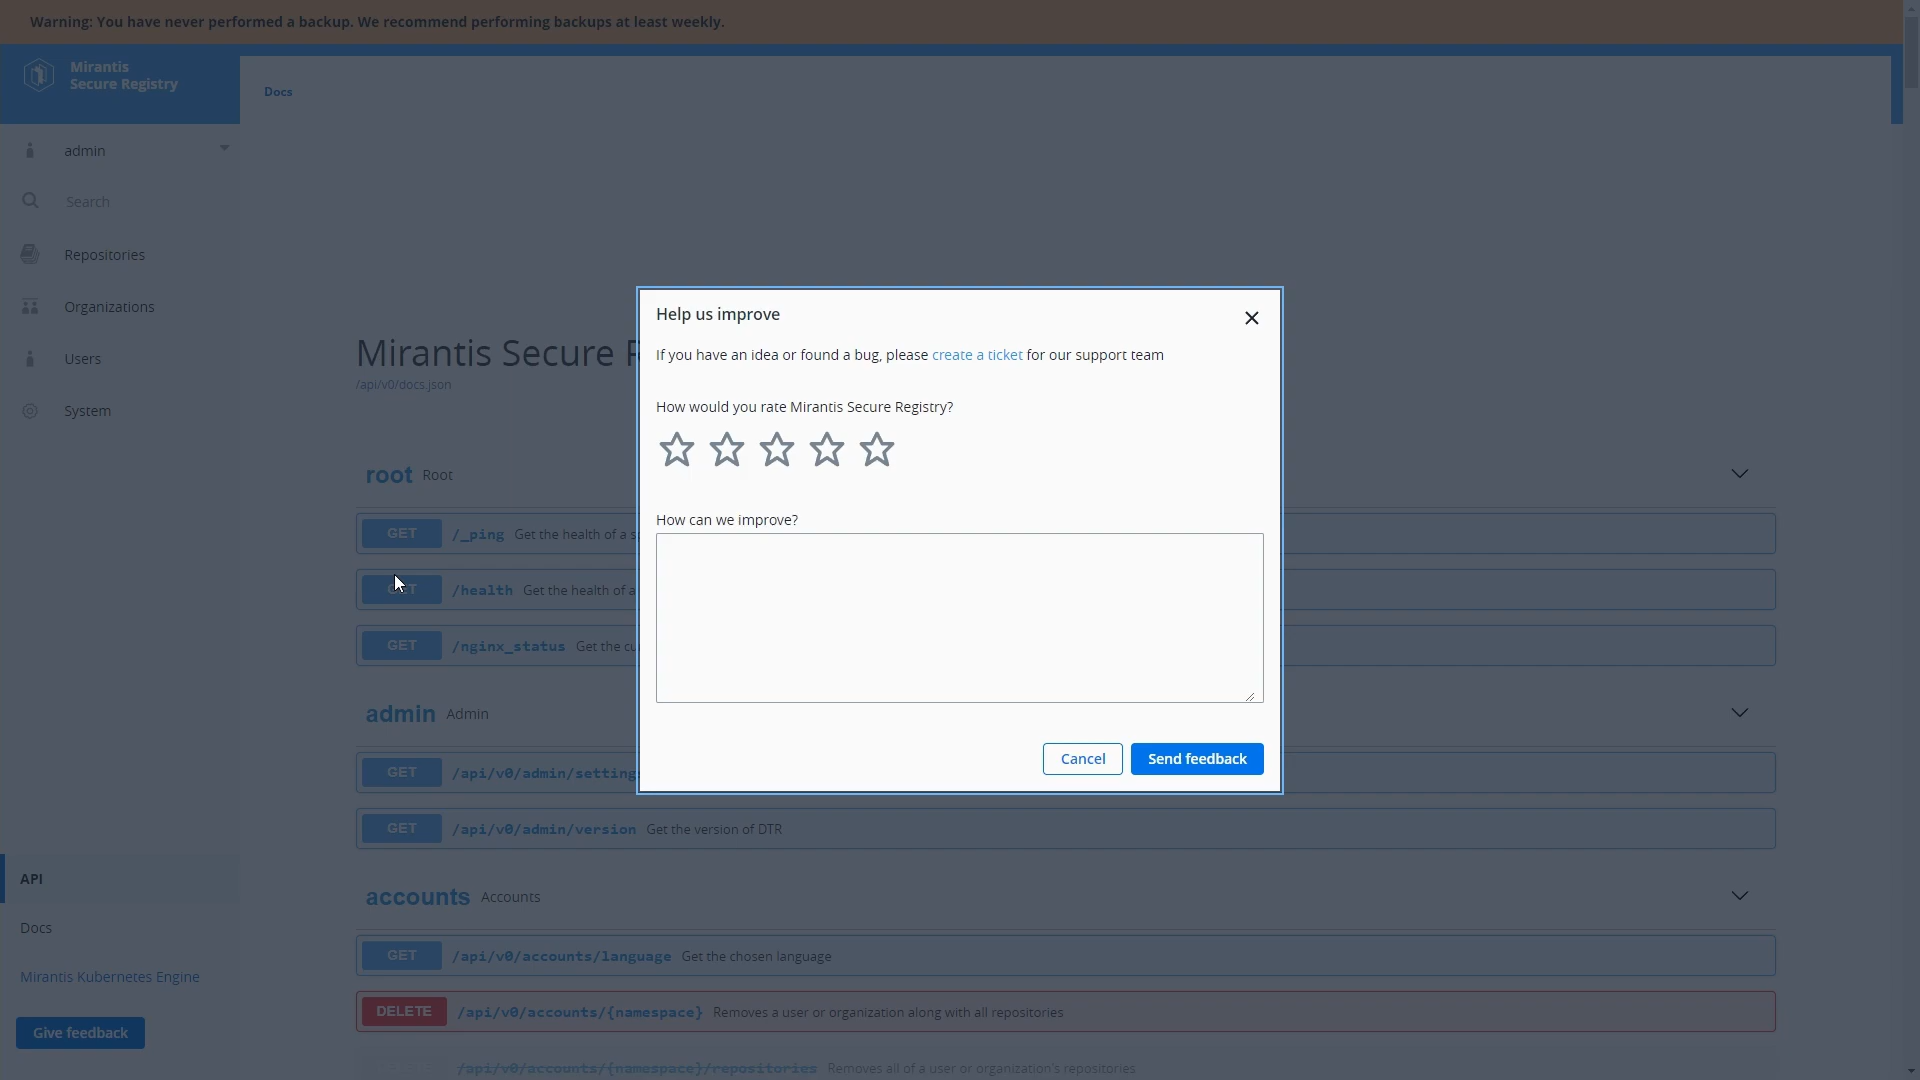 Warning: You have never performed a backup. We recommend performing backups at least weekly.
Mirantis
Secure Registry
Docs
admin
Search
Repositories
Organizations
Users
System
API
Docs
Mirantis Kubernetes Engine
Give feedback
Mirantis Secure
/api/v0/docs.json
root Root
GET /_ping Get the health of a
GET /health Get the health of a
GET /nginx_status Get the
admin Admin
GET /api/v0/admin/settings
GET /api/v0/admin/version Get the version of DTR
accounts Accounts
GET /api/v0/accounts/language Get the chosen language
DELETE /api/v0/accounts/{namespace} Removes a user or organization along with all repositories
/api/v0/accounts/{namespace}/repositories Removes all of a user or organization's repositories
Help us improve
If you have an idea or found a bug, please create a ticket for our support team
How would you rate Mirantis Secure Registry?
How can we improve?
Cancel
Send feedback